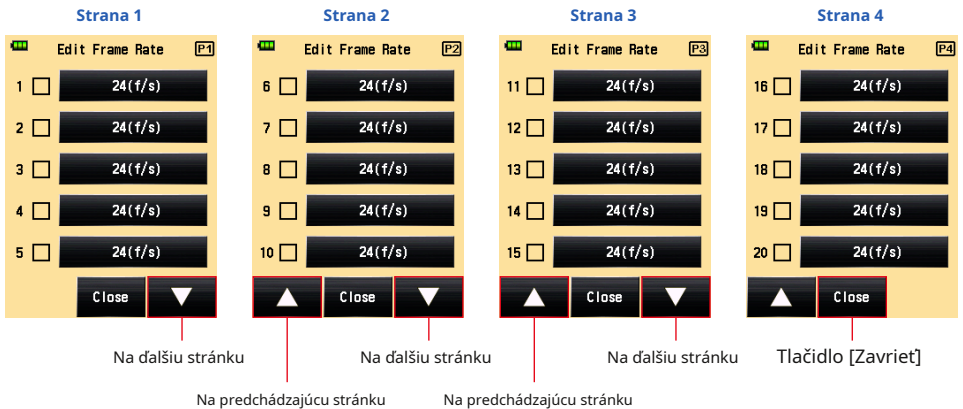 Strana 1
Edit Frame Rate P1
1 24(f/s)
2 24(f/s)
3 24(f/s)
4 24(f/s)
5 24(f/s)
Close
Na ďalšiu stránku
Strana 2
Edit Frame Rate P2
6 24(f/s)
7 24(f/s)
8 24(f/s)
9 24(f/s)
10 24(f/s)
Close
Na ďalšiu stránku
Na predchádzajúcu stránku
Strana 3
Edit Frame Rate P3
11 24(f/s)
12 24(f/s)
13 24(f/s)
14 24(f/s)
15 24(f/s)
Close
Na ďalšiu stránku
Na predchádzajúcu stránku
Strana 4
Edit Frame Rate P4
16 24(f/s)
17 24(f/s)
18 24(f/s)
19 24(f/s)
20 24(f/s)
Close
Tlačidlo [Zavrieť]